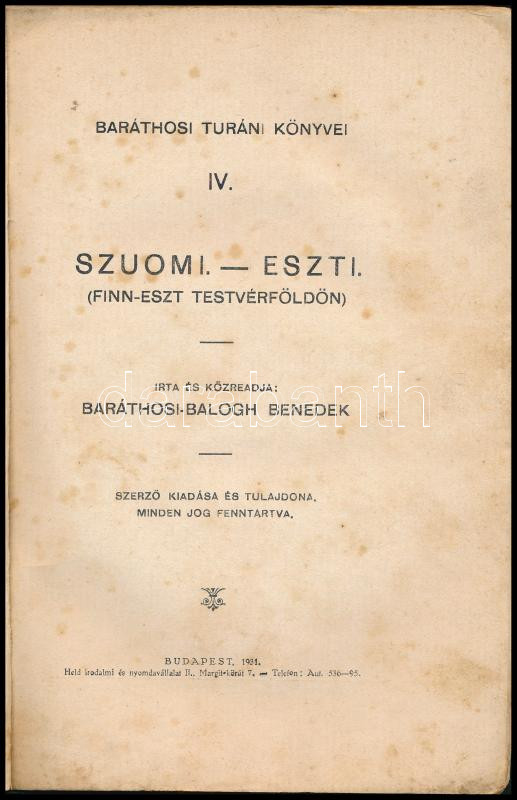 BARÁTHOSI TURÁNI KÖNYVEI
IV.
SZUOMI. — ESZTI.
(FINN-ESZT TESTVÉRFÖLDÖN)
IRTA ÉS KÖZREADJA:
darabanth
BARÁTHOSI-BALOGH BENEDEK
SZERZŐ KIADÁSA ÉS TULAJDONA.
MINDEN JOG FENNTARTVA.
BUDAPEST, 1931.
Held irodalmi és nyomdavállalat II., Margit-körút 7. — Telefon: Aut. 536—95.